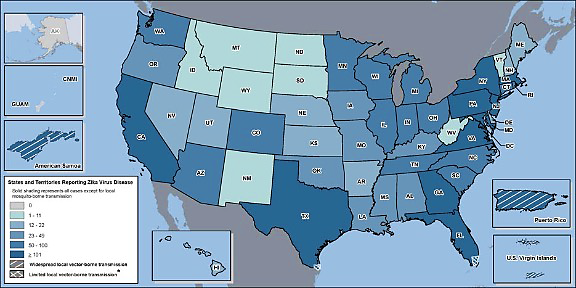 AK
CNMI
GUAM
American Samoa
WA
MT
ND
MN
ME
VT
NH
OR
ID
SD
WI
MI
NY
MA
CT
RI
WY
IA
PA
NJ
NV
NE
IL
IN
OH
DE
MD
DC
UT
CO
KS
MO
KY
WV
VA
CA
AZ
NM
OK
AR
TN
NC
SC
TX
LA
MS
AL
GA
FL
HI
Puerto Rico
U.S. Virgin Islands
States and Territories Reporting Zika Virus Disease
Solid shading represents all cases except for local
mosquito-borne transmission
0
1 - 11
12 - 22
23 - 49
50 - 100
≥ 101
Widespread local vector-borne transmission
Limited local vector-borne transmission*